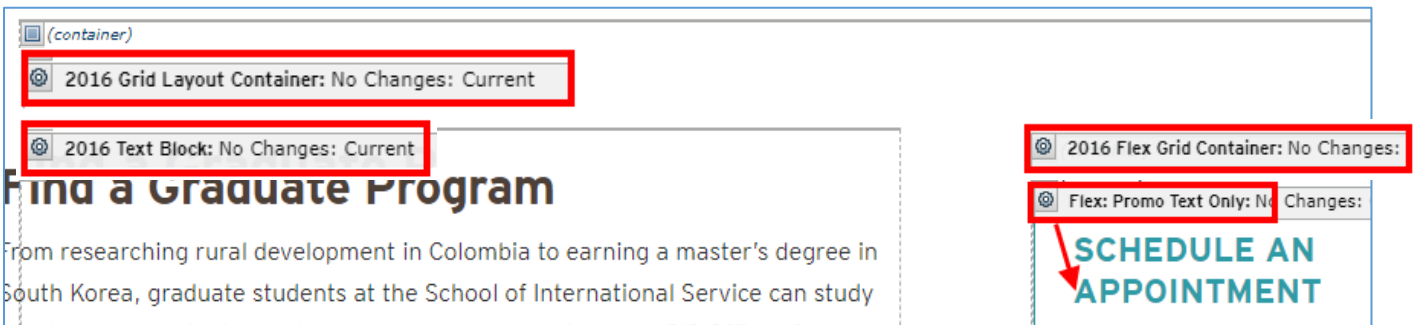 (container)
2016 Grid Layout Container: No Changes: Current
2016 Text Block: No Changes: Current
Find a Graduate Program
From researching rural development in Colombia to earning a master's degree in
South Korea, graduate students at the School of International Service can study
2016 Flex Grid Container: No Changes:
Flex: Promo Text Only: No Changes:
SCHEDULE AN
APPOINTMENT